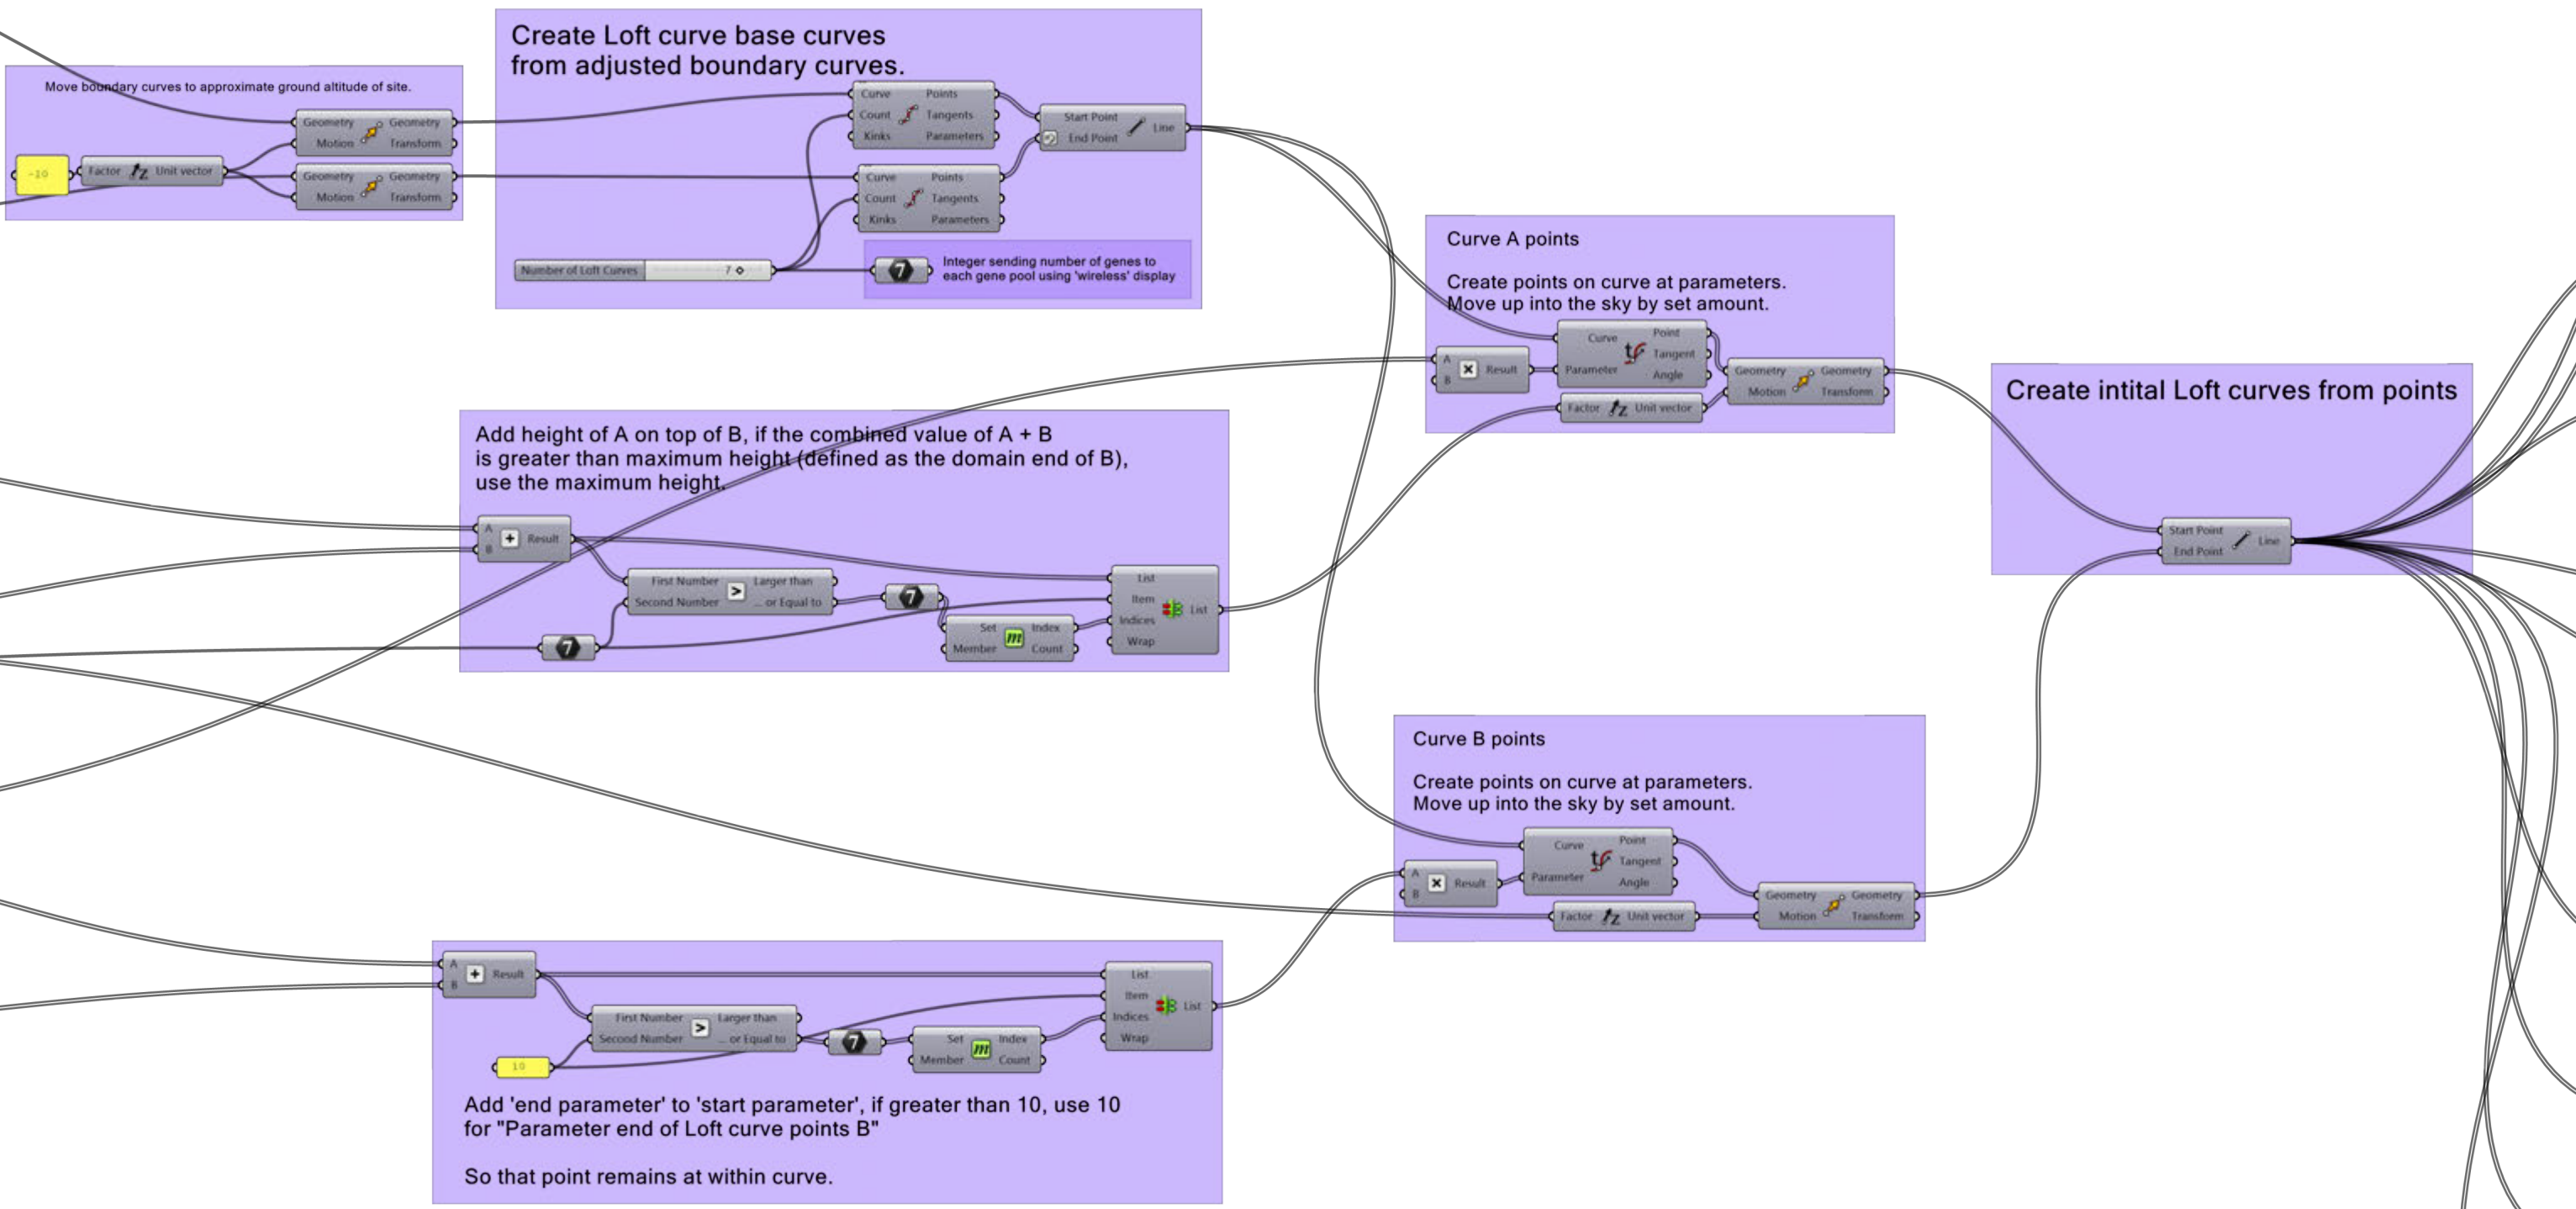 Move boundary curves to approximate ground altitude of site.
-10
Factor Unit vector
Geometry Geometry
Motion Transform
Geometry Geometry
Motion Transform
Create Loft curve base curves
from adjusted boundary curves.
Curve Points
Count Tangents
Kinks Parameters
Start Point Line
End Point
Curve Points
Count Tangents
Kinks Parameters
Number of Loft Curves 7
7
Integer sending number of genes to
each gene pool using 'wireless' display
Curve A points
Create points on curve at parameters.
Move up into the sky by set amount.
A
B
Result
Curve Point
Tangent
Parameter Angle
Factor Unit vector
Geometry Geometry
Motion Transform
Create intital Loft curves from points
Start Point Line
End Point
Add height of A on top of B, if the combined value of A + B
is greater than maximum height (defined as the domain end of B),
use the maximum height.
A
B
+ Result
First Number > Larger than
Second Number ... or Equal to
7
7
Set m Index
Member Count
List
Item
Indices
Wrap
List
Curve B points
Create points on curve at parameters.
Move up into the sky by set amount.
A
B
Result
Curve Point
Tangent
Parameter Angle
Factor Unit vector
Geometry Geometry
Motion Transform
A
B
+ Result
First Number > Larger than
Second Number ... or Equal to
10
7
Set m Index
Member Count
List
Item
Indices
Wrap
List
Add 'end parameter' to 'start parameter', if greater than 10, use 10
for "Parameter end of Loft curve points B"
So that point remains at within curve.